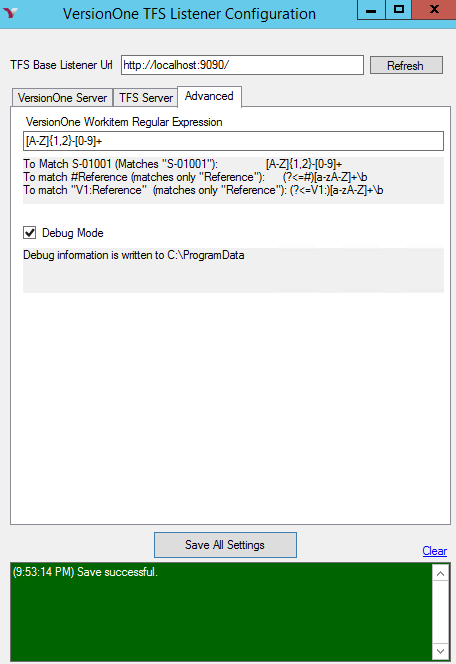 VersionOne TFS Listener Configuration
TFS Base Listener Url http://localhost:9090/ Refresh
VersionOne Server TFS Server Advanced
VersionOne Workitem Regular Expression
[A-Z]{1,2}-[0-9]+
To Match S-01001 (Matches "S-01001"): [A-Z]{1,2}-[0-9]+
To match #Reference (matches only "Reference"): (?<=#)[a-zA-Z]+\b
To match "V1:Reference" (matches only "Reference"): (?<=V1:)[a-zA-Z]+\b
Debug Mode
Debug information is written to C:\ProgramData
Save All Settings
Clear
(9:53:14 PM) Save successful.